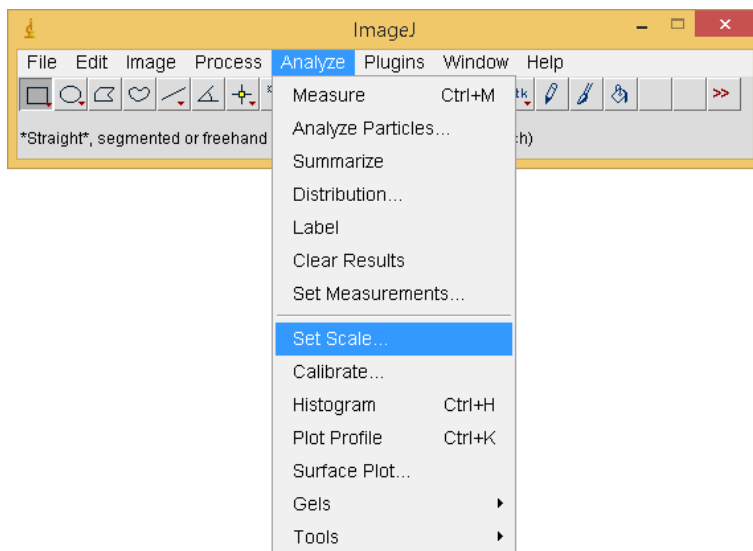 ImageJ
File Edit Image Process Analyze Plugins Window Help
>>
*Straight*, segmented or freehand
Measure Ctrl+M
Analyze Particles...
Summarize
Distribution...
Label
Clear Results
Set Measurements...
Set Scale...
Calibrate...
Histogram Ctrl+H
Plot Profile Ctrl+K
Surface Plot...
Gels
Tools